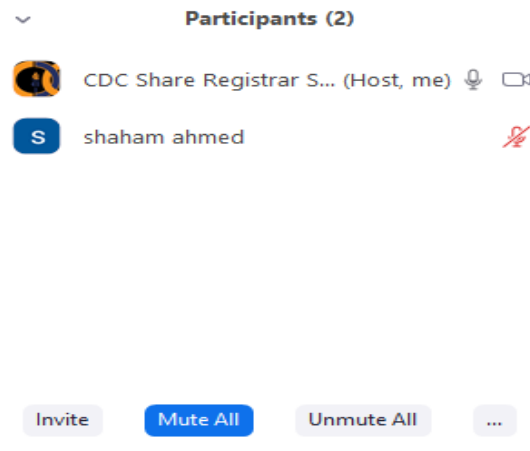 Participants (2)
CDC Share Registrar S... (Host, me)
S shaham ahmed
Invite Mute All Unmute All ...